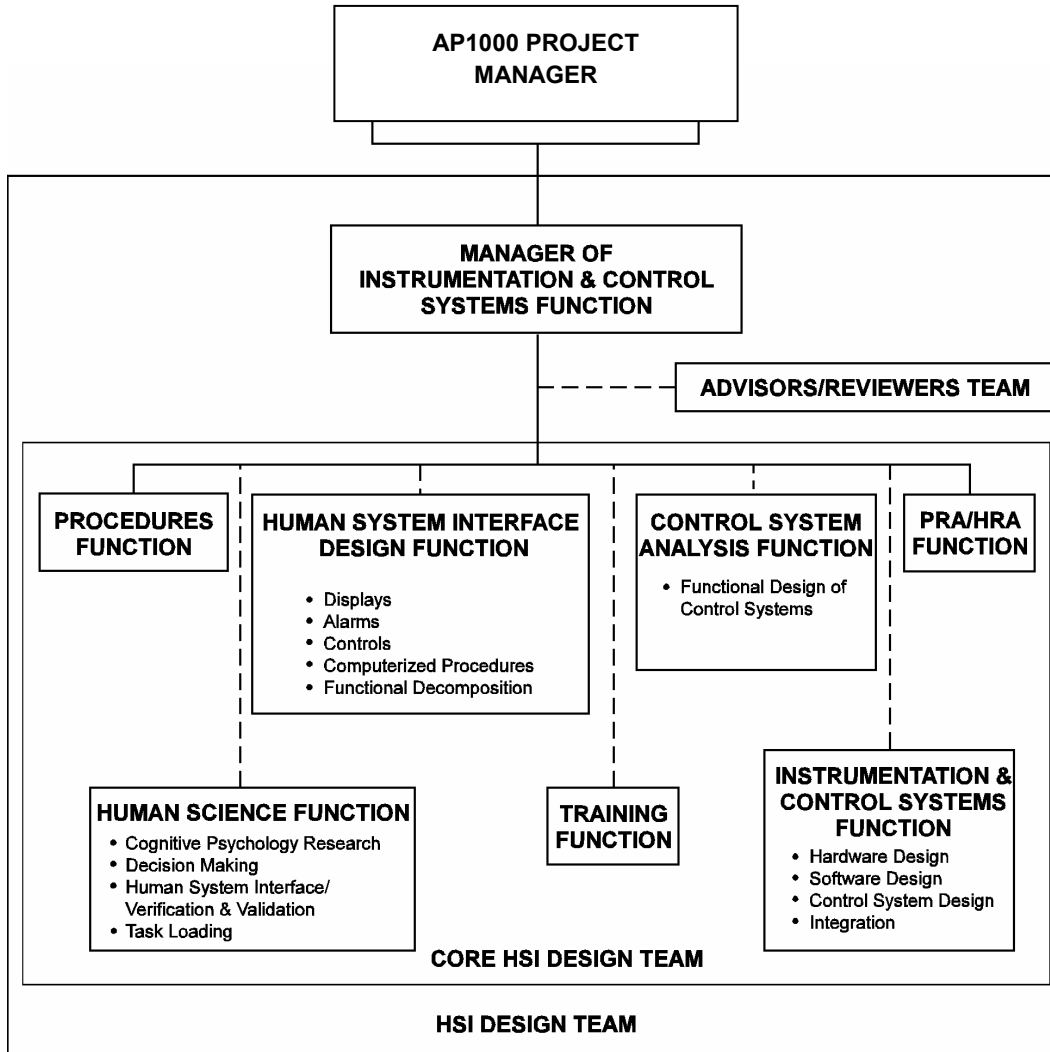 AP1000 PROJECT
MANAGER
MANAGER OF
INSTRUMENTATION & CONTROL
SYSTEMS FUNCTION
ADVISORS/REVIEWERS TEAM
PROCEDURES
FUNCTION
HUMAN SYSTEM INTERFACE
DESIGN FUNCTION
• Displays
• Alarms
• Controls
• Computerized Procedures
• Functional Decomposition
CONTROL SYSTEM
ANALYSIS FUNCTION
• Functional Design of
Control Systems
PRA/HRA
FUNCTION
HUMAN SCIENCE FUNCTION
• Cognitive Psychology Research
• Decision Making
• Human System Interface/
Verification & Validation
• Task Loading
TRAINING
FUNCTION
INSTRUMENTATION &
CONTROL SYSTEMS
FUNCTION
• Hardware Design
• Software Design
• Control System Design
• Integration
CORE HSI DESIGN TEAM
HSI DESIGN TEAM